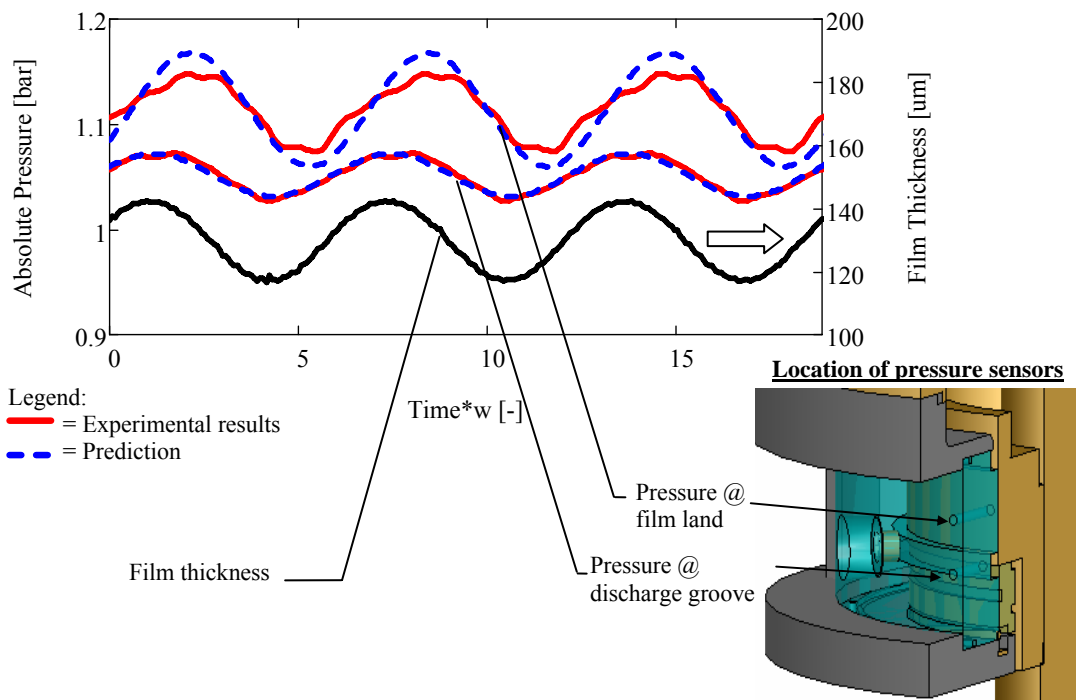 1.2
200
1.1
180
160
1
140
120
0.9
100
Absolute Pressure [bar]
Film Thickness [um]
0
5
10
15
Time*w [-]
Legend:
= Experimental results
= Prediction
Location of pressure sensors
Pressure @
film land
Film thickness
Pressure @
discharge groove